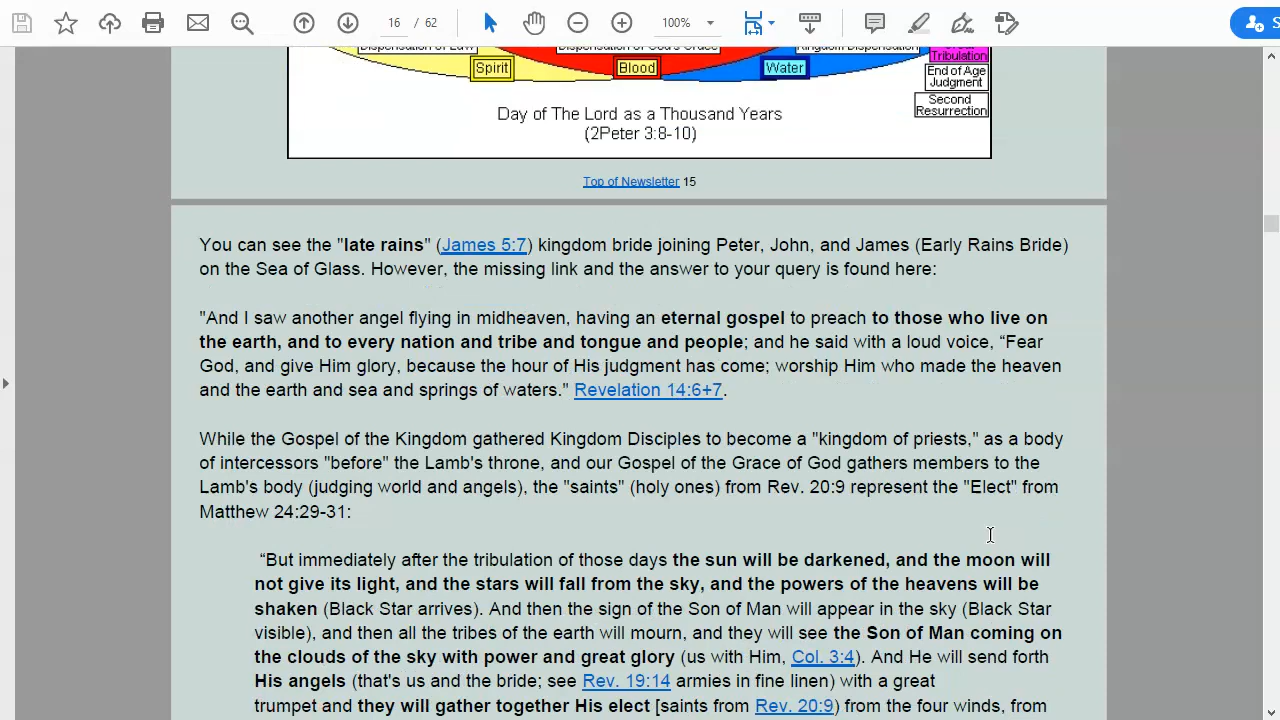 16 / 62
100%
Dispensation of Law
Dispensation of God's Grace
Kingdom Dispensation
Tribulation
Spirit
Blood
Water
End of Age
Judgment
Second
Resurrection
Day of The Lord as a Thousand Years
(2Peter 3:8-10)
Top of Newsletter 15
You can see the "late rains" (James 5:7) kingdom bride joining Peter, John, and James (Early Rains Bride)
on the Sea of Glass. However, the missing link and the answer to your query is found here:
"And I saw another angel flying in midheaven, having an eternal gospel to preach to those who live on
the earth, and to every nation and tribe and tongue and people; and he said with a loud voice, “Fear
God, and give Him glory, because the hour of His judgment has come; worship Him who made the heaven
and the earth and sea and springs of waters." Revelation 14:6+7.
While the Gospel of the Kingdom gathered Kingdom Disciples to become a "kingdom of priests," as a body
of intercessors "before" the Lamb's throne, and our Gospel of the Grace of God gathers members to the
Lamb's body (judging world and angels), the "saints" (holy ones) from Rev. 20:9 represent the "Elect" from
Matthew 24:29-31:
“But immediately after the tribulation of those days the sun will be darkened, and the moon will
not give its light, and the stars will fall from the sky, and the powers of the heavens will be
shaken (Black Star arrives). And then the sign of the Son of Man will appear in the sky (Black Star
visible), and then all the tribes of the earth will mourn, and they will see the Son of Man coming on
the clouds of the sky with power and great glory (us with Him, Col. 3:4). And He will send forth
His angels (that's us and the bride; see Rev. 19:14 armies in fine linen) with a great
trumpet and they will gather together His elect [saints from Rev. 20:9) from the four winds, from